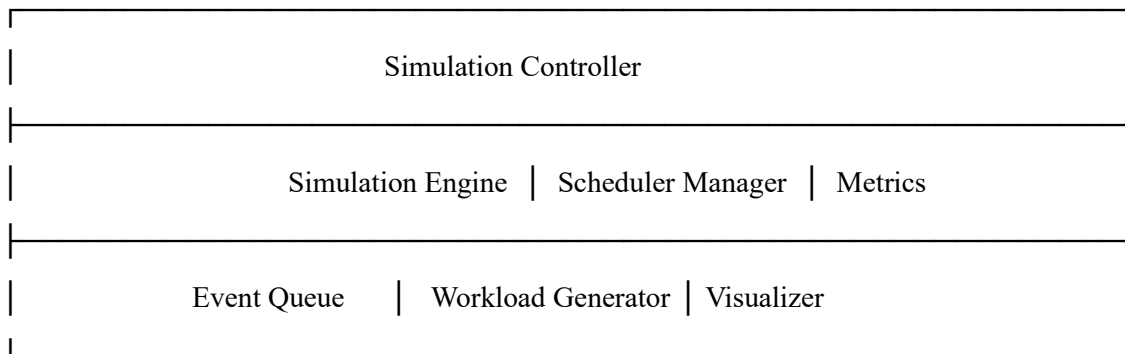 Simulation Controller
Simulation Engine │ Scheduler Manager │ Metrics
Event Queue │ Workload Generator │ Visualizer